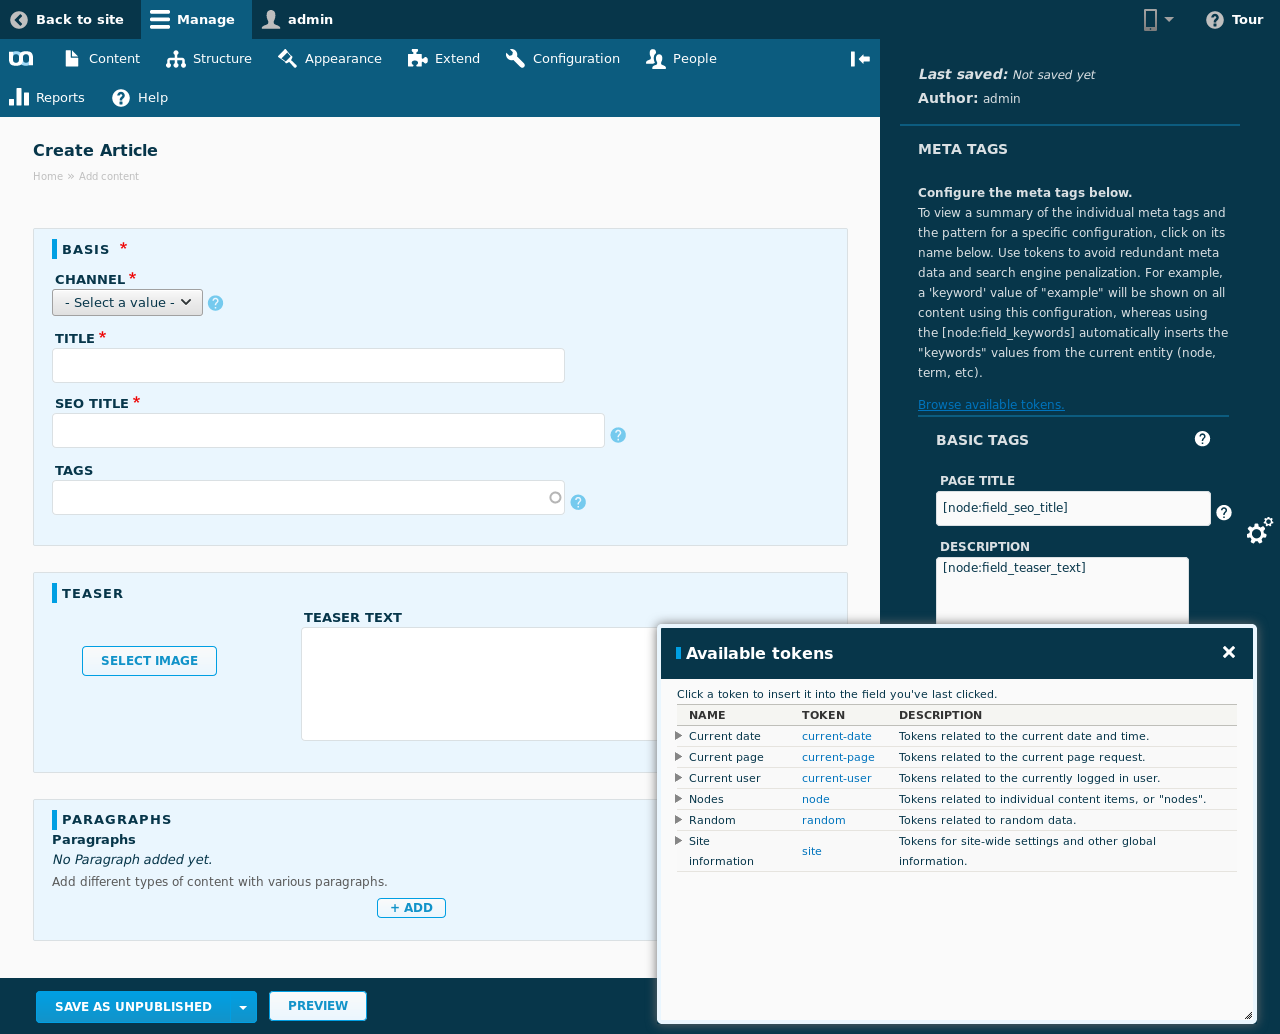 Back to site
Manage
admin
Tour
Content
Structure
Appearance
Extend
Configuration
People
Reports
Help
Create Article
Home » Add content
BASIS *
CHANNEL *
- Select a value -
TITLE *
SEO TITLE *
TAGS
TEASER
SELECT IMAGE
TEASER TEXT
PARAGRAPHS
Paragraphs
No Paragraph added yet.
Add different types of content with various paragraphs.
+ ADD
SAVE AS UNPUBLISHED
PREVIEW
Last saved: Not saved yet
Author: admin
META TAGS
Configure the meta tags below.
To view a summary of the individual meta tags and
the pattern for a specific configuration, click on its
name below. Use tokens to avoid redundant meta
data and search engine penalization. For example,
a 'keyword' value of "example" will be shown on all
content using this configuration, whereas using
the [node:field_keywords] automatically inserts the
"keywords" values from the current entity (node,
term, etc).
Browse available tokens.
BASIC TAGS
PAGE TITLE
[node:field_seo_title]
DESCRIPTION
[node:field_teaser_text]
Available tokens
Click a token to insert it into the field you've last clicked.
NAME TOKEN DESCRIPTION
Current date current-date Tokens related to the current date and time.
Current page current-page Tokens related to the current page request.
Current user current-user Tokens related to the currently logged in user.
Nodes node Tokens related to individual content items, or "nodes".
Random random Tokens related to random data.
Site information site Tokens for site-wide settings and other global
information.